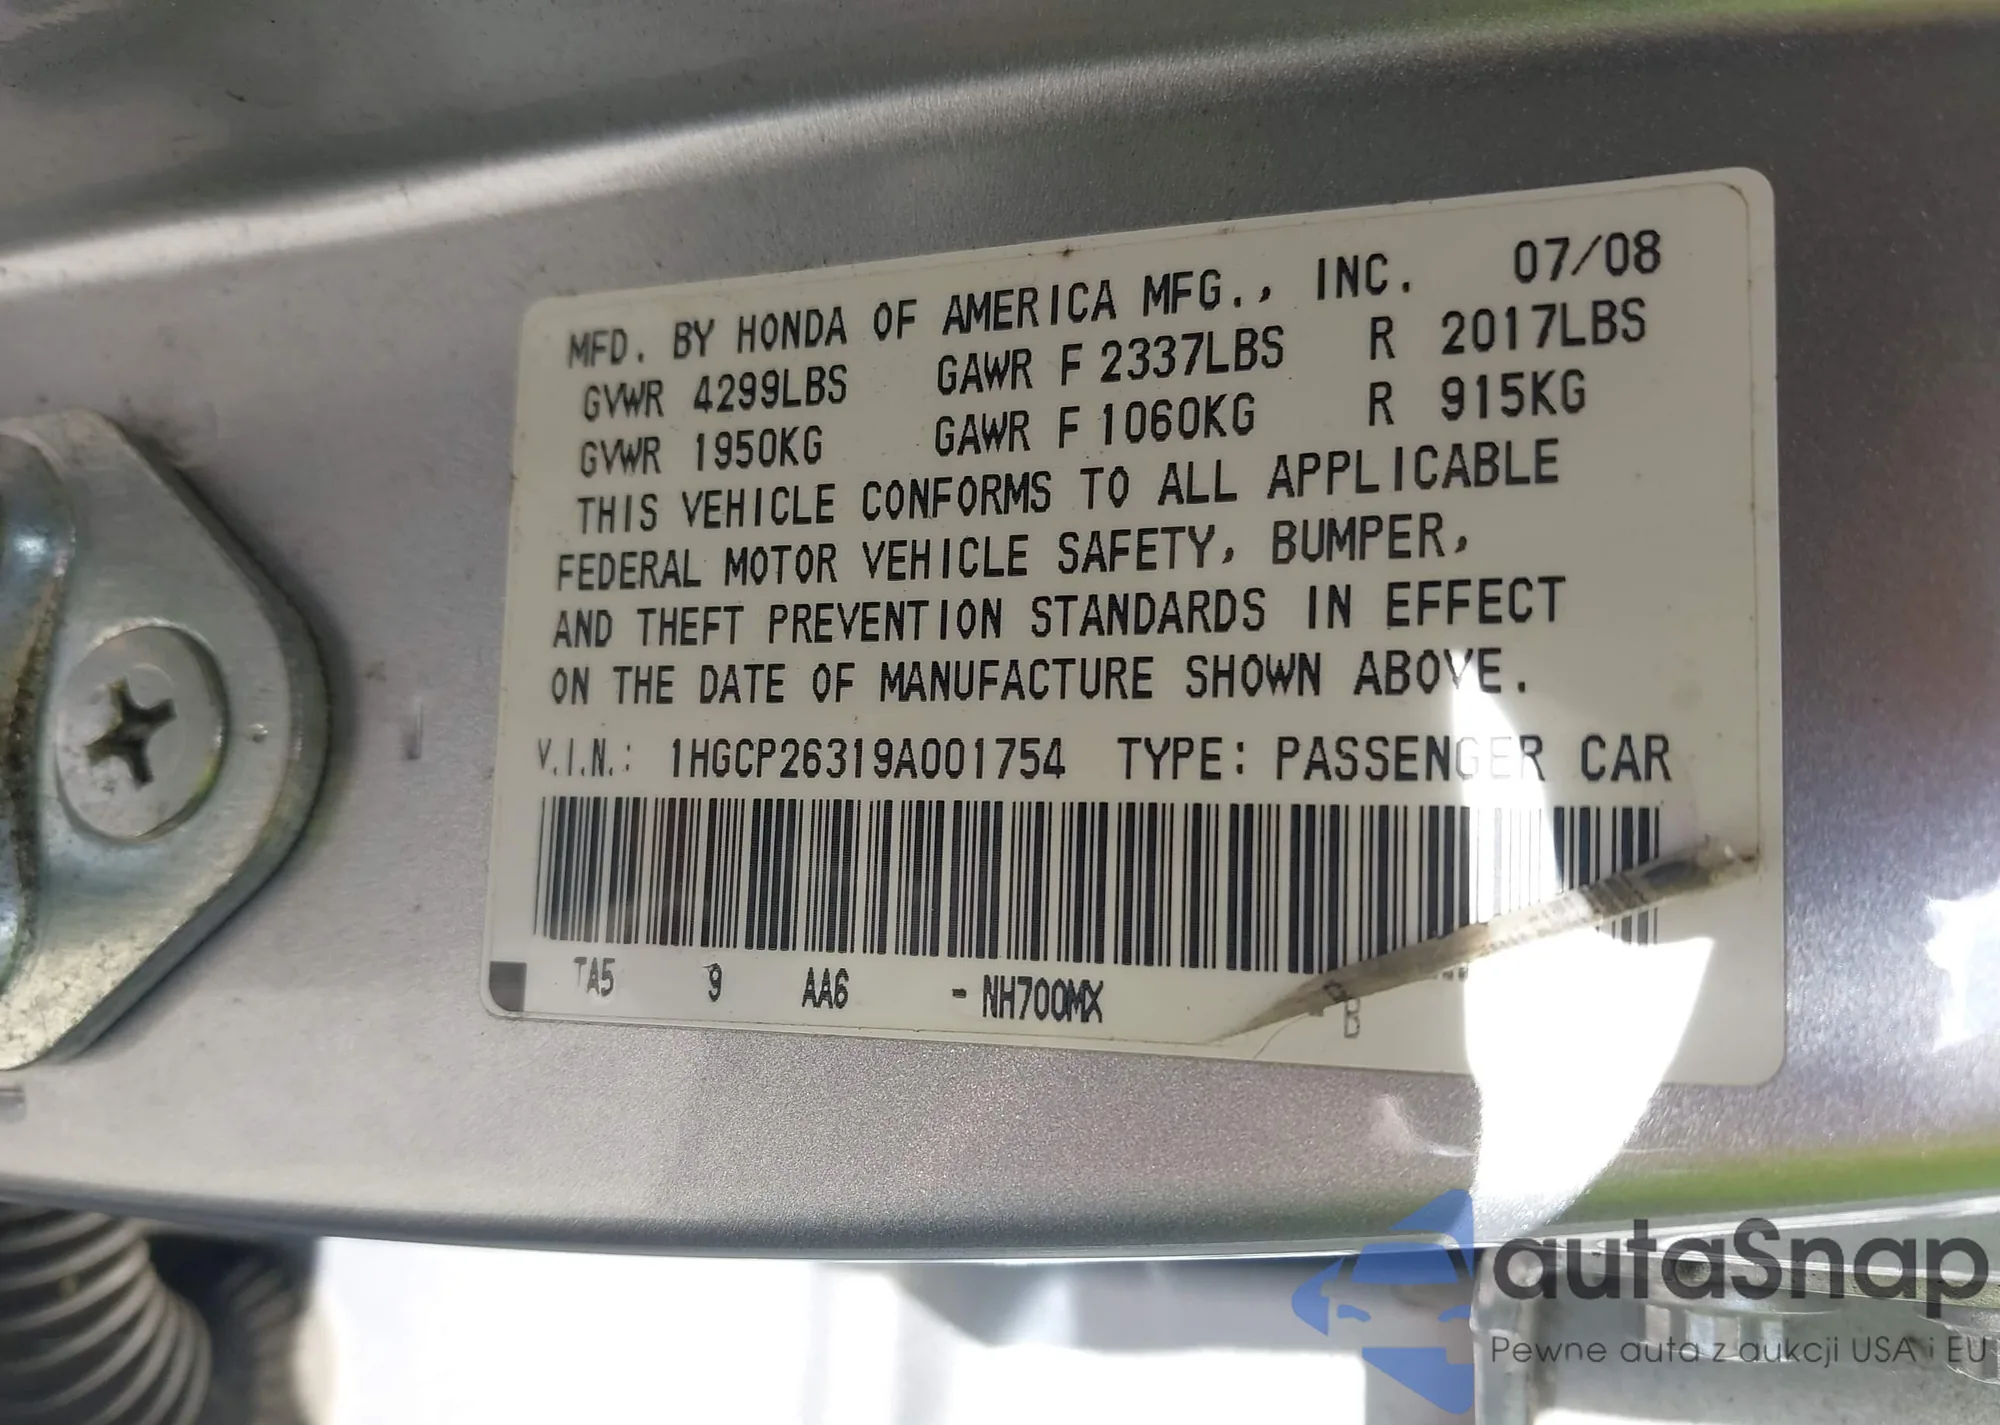 MFD. BY HONDA OF AMERICA MFG., INC. 07/08
GVWR 4299LBS GAWR F 2337LBS R 2017LBS
GVWR 1950KG GAWR F 1060KG R 915KG
THIS VEHICLE CONFORMS TO ALL APPLICABLE
FEDERAL MOTOR VEHICLE SAFETY, BUMPER,
AND THEFT PREVENTION STANDARDS IN EFFECT
ON THE DATE OF MANUFACTURE SHOWN ABOVE.
V.I.N.: 1HGCP26319A001754 TYPE: PASSENGER CAR
TA5 9 AA6 - NH700MX B
autaSnap
Pewne auta z aukcji USA i EU